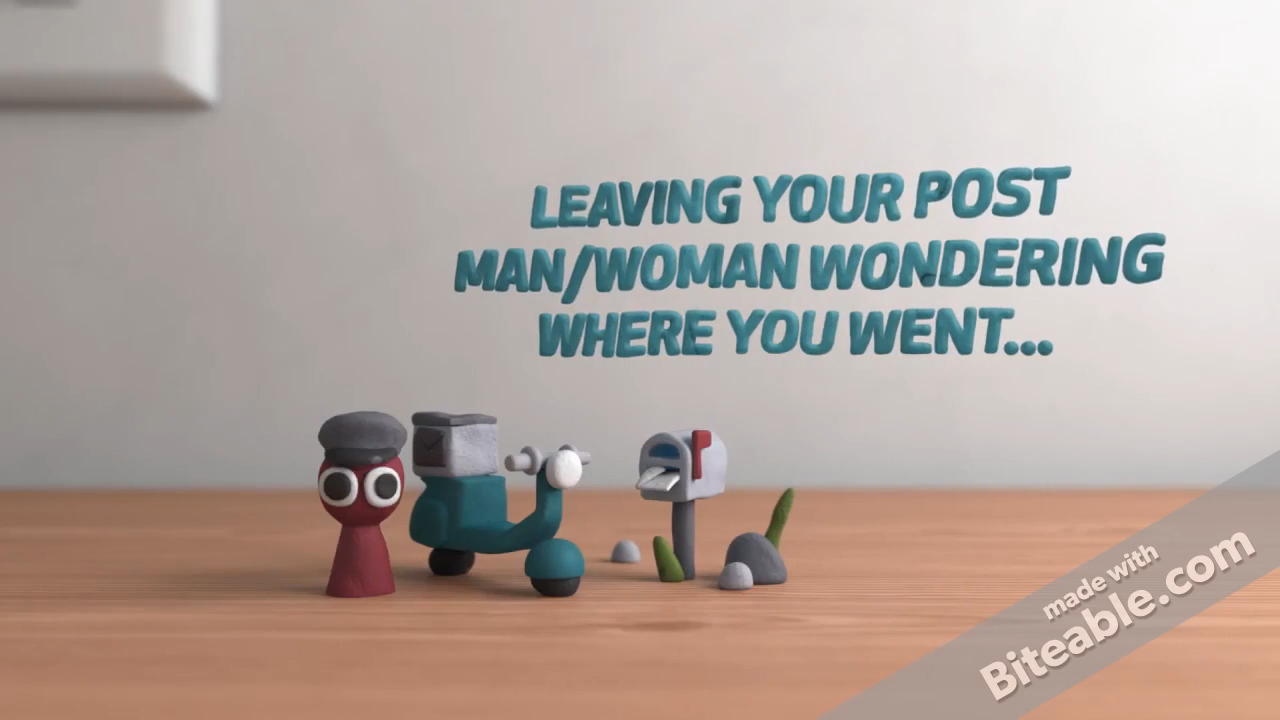 LEAVING YOUR POST
MAN/WOMAN WONDERING
WHERE YOU WENT...
made with
Biteable.com